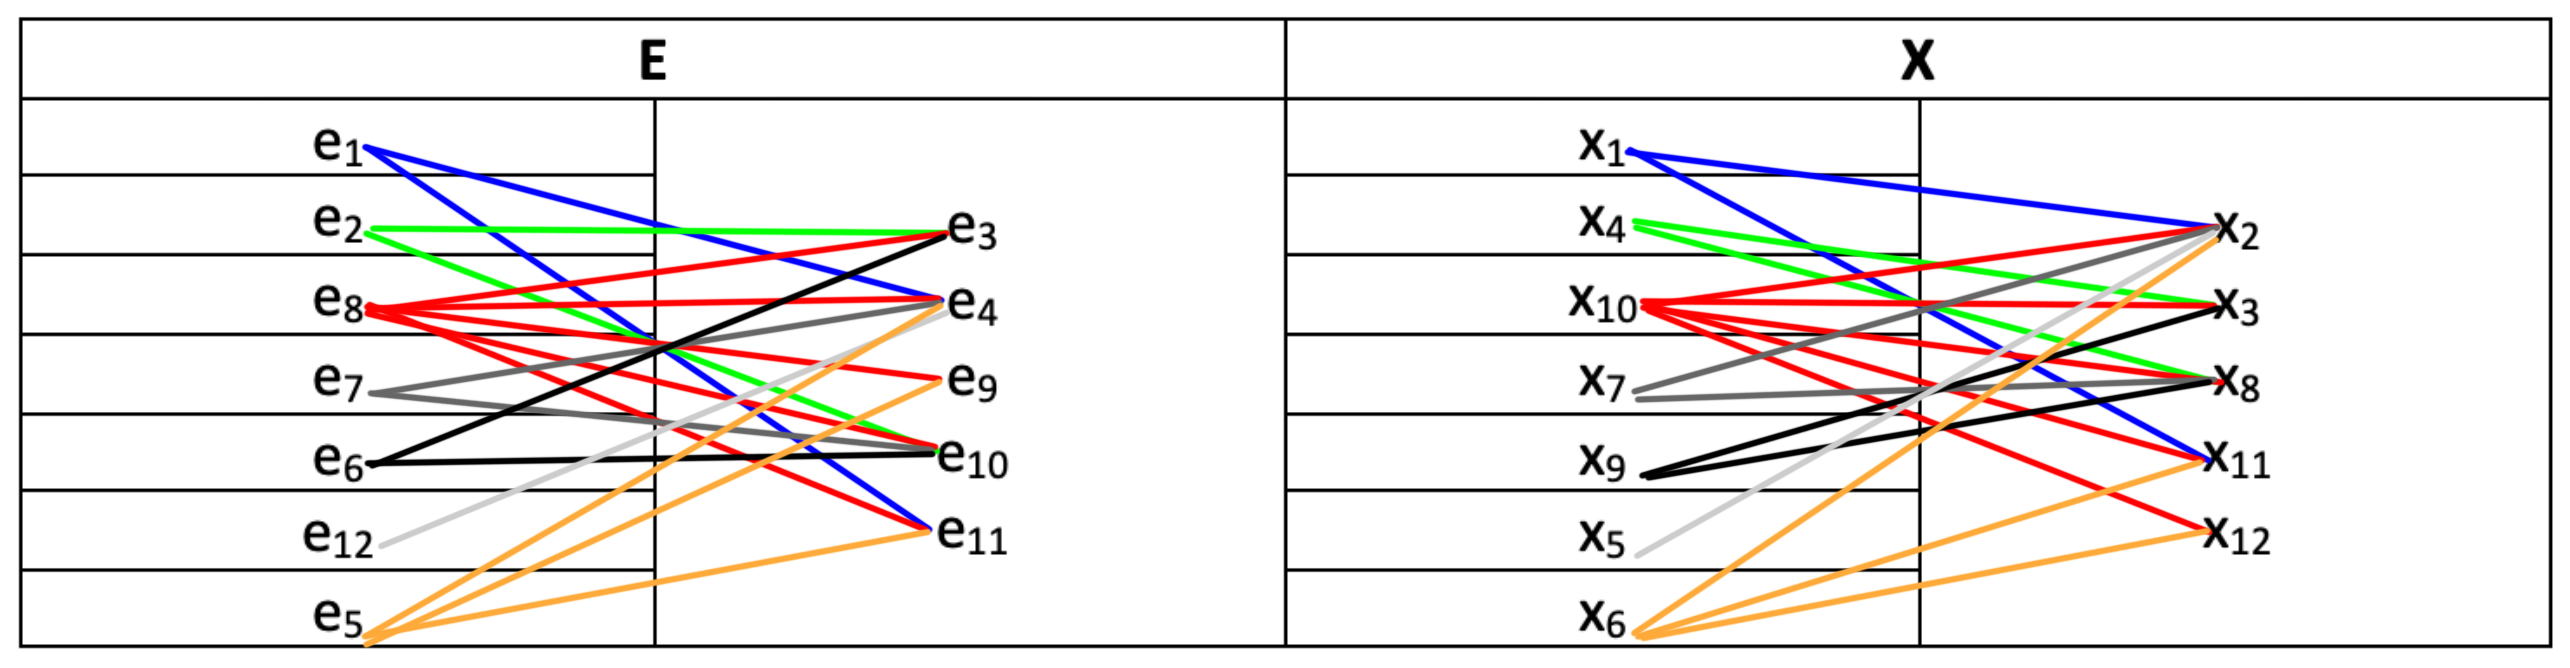 E X
e1 x1
e2 e3 x4 x2
e8 e4 x10 x3
e7 e9 x7 x8
e6 e10 x9 x11
e12 e11 x5 x12
e5 x6